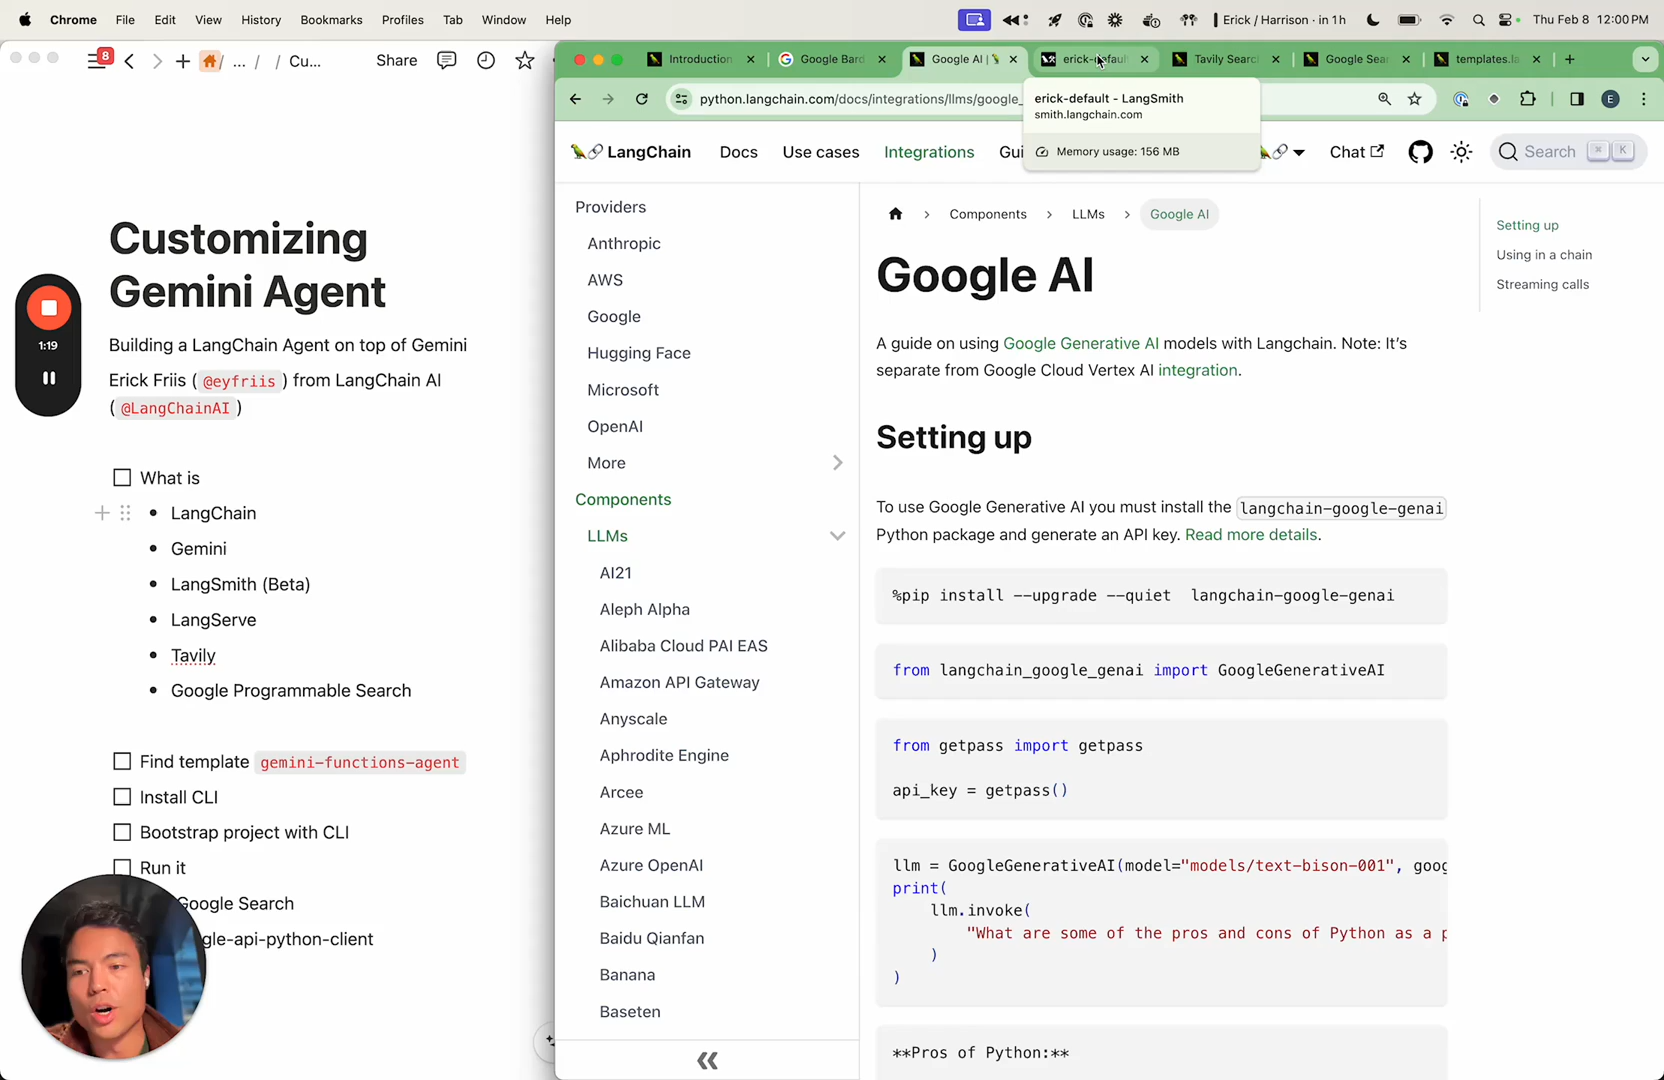 Chrome File Edit View History Bookmarks Profiles Tab Window Help
Erick / Harrison · in 1h
Thu Feb 8 12:00 PM
8
/ ... / / Cu...
Share
Introduction
Google Bard
Google AI |
erick-defaul
Tavily Searc
Google Sear
templates.la
python.langchain.com/docs/integrations/llms/google_
E
erick-default - LangSmith
smith.langchain.com
Memory usage: 156 MB
LangChain
Docs
Use cases
Integrations
Gui
Chat
Search ⌘ K
Customizing
Gemini Agent
1:19
Building a LangChain Agent on top of Gemini
Erick Friis (@eyfriis) from LangChain AI
(@LangChainAI)
What is
• LangChain
• Gemini
• LangSmith (Beta)
• LangServe
• Tavily
• Google Programmable Search
Find template gemini-functions-agent
Install CLI
Bootstrap project with CLI
Run it
Google Search
gle-api-python-client
Providers
Anthropic
AWS
Google
Hugging Face
Microsoft
OpenAI
More
Components
LLMs
AI21
Aleph Alpha
Alibaba Cloud PAI EAS
Amazon API Gateway
Anyscale
Aphrodite Engine
Arcee
Azure ML
Azure OpenAI
Baichuan LLM
Baidu Qianfan
Banana
Baseten
Components › LLMs › Google AI
Google AI
A guide on using Google Generative AI models with Langchain. Note: It's
separate from Google Cloud Vertex AI integration.
Setting up
To use Google Generative AI you must install the langchain-google-genai
Python package and generate an API key. Read more details.
%pip install --upgrade --quiet langchain-google-genai
from langchain_google_genai import GoogleGenerativeAI
from getpass import getpass
api_key = getpass()
llm = GoogleGenerativeAI(model="models/text-bison-001", goog
print(
llm.invoke(
"What are some of the pros and cons of Python as a p
)
)
**Pros of Python:**
Setting up
Using in a chain
Streaming calls